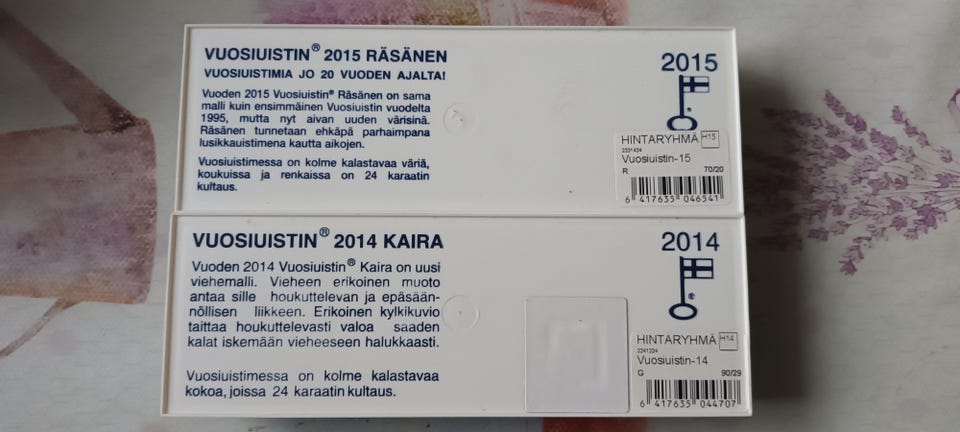 VUOSIUISTIN® 2015 RÄSÄNEN
VUOSIUISTIMIA JO 20 VUODEN AJALTA!
Vuoden 2015 Vuosiuistin® Räsänen on sama
malli kuin ensimmäinen Vuosiuistin vuodelta
1995, mutta nyt aivan uuden värisinä.
Räsänen tunnetaan ehkäpä parhaimpana
lusikkauistimena kautta aikojen.
Vuosiuistimessa on kolme kalastavaa väriä,
koukuissa ja renkaissa on 24 karaatin
kultaus.
2015
®
HINTARYHMÄ H15
2231434
Vuosiuistin-15
R 70/20
6 417635 046541
VUOSIUISTIN® 2014 KAIRA
Vuoden 2014 Vuosiuistin® Kaira on uusi
viehemalli. Vieheen erikoinen muoto
antaa sille houkuttelevan ja epäsään-
nöllisen liikkeen. Erikoinen kylkikuvio
taittaa houkuttelevasti valoa saaden
kalat iskemään vieheeseen halukkaasti.
Vuosiuistimessa on kolme kalastavaa
kokoa, joissa 24 karaatin kultaus.
2014
®
HINTARYHMÄ H14
2241334
Vuosiuistin-14
G 90/29
6 417635 044707